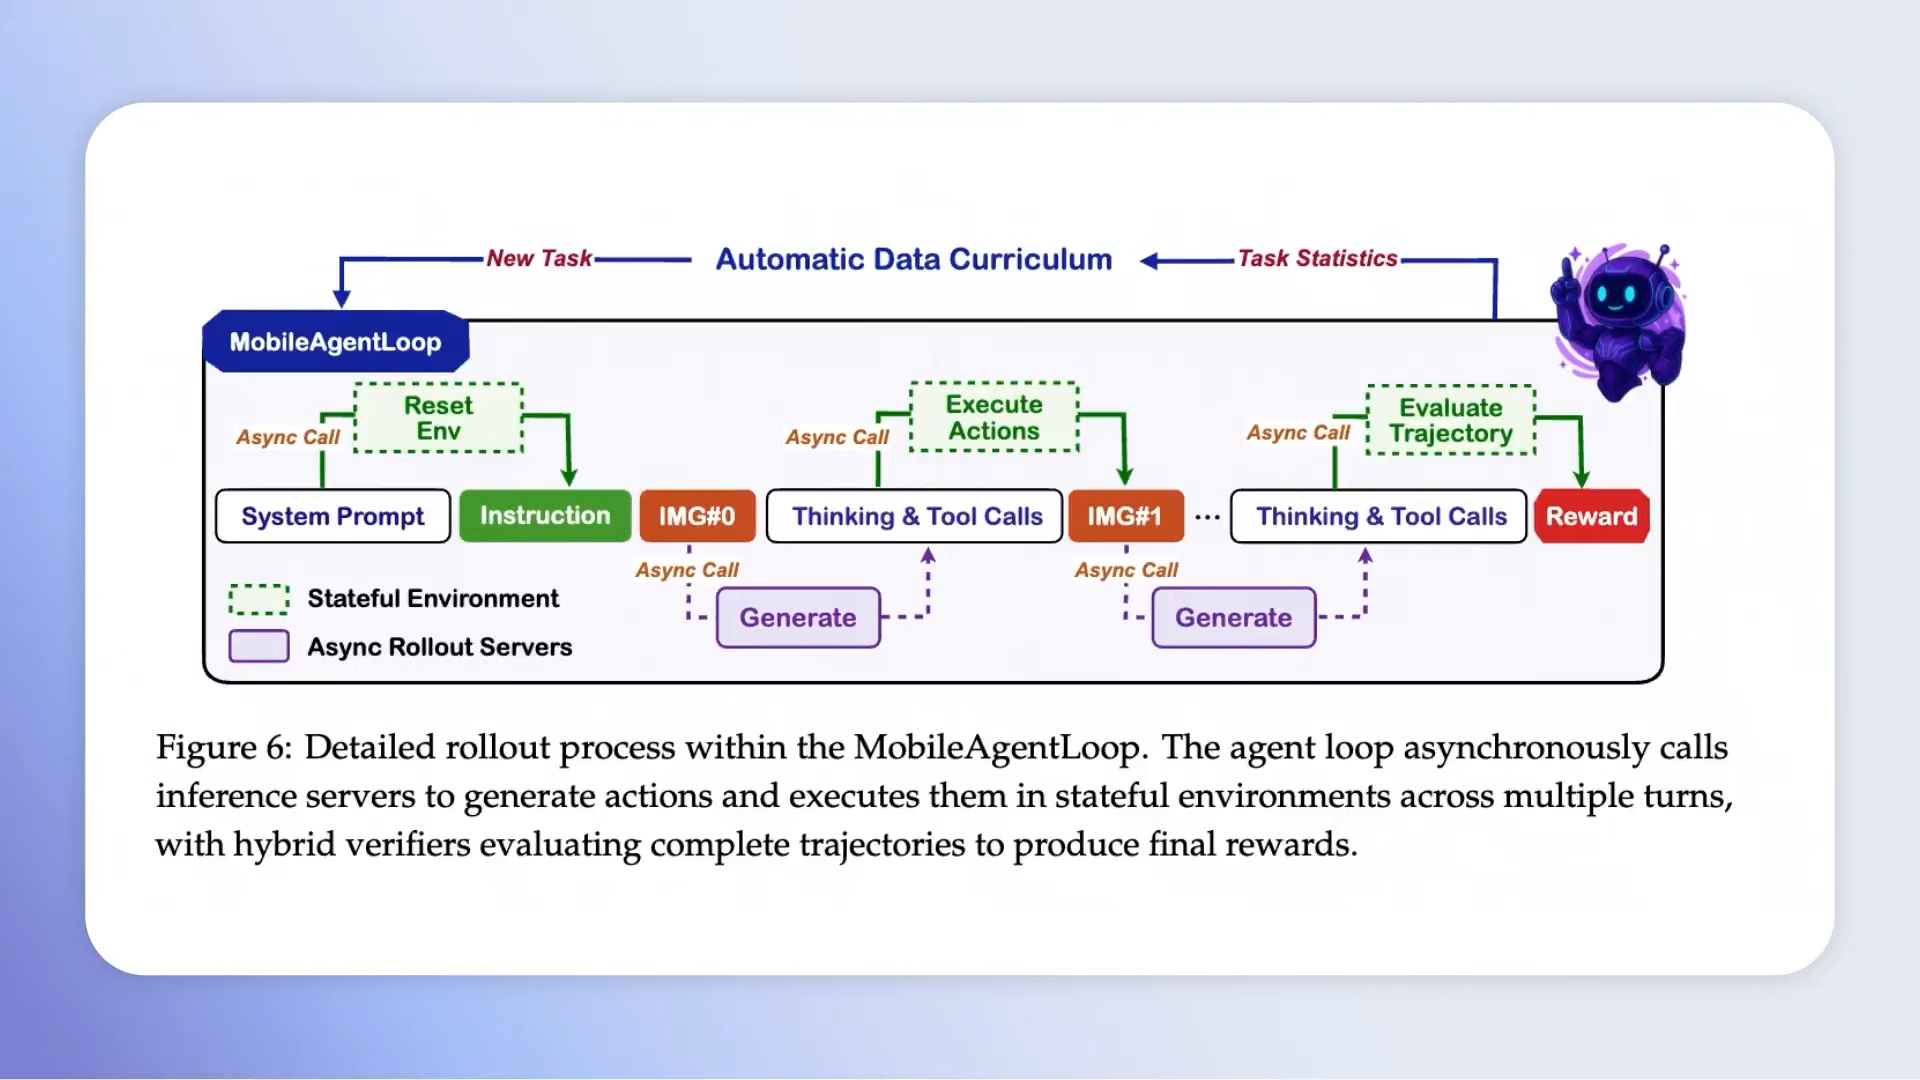 New Task
Automatic Data Curriculum
Task Statistics
MobileAgentLoop
Reset
Env
Async Call
Execute
Actions
Async Call
Evaluate
Trajectory
Async Call
System Prompt
Instruction
IMG#0
Thinking & Tool Calls
IMG#1
...
Thinking & Tool Calls
Reward
Async Call
Generate
Async Call
Generate
Stateful Environment
Async Rollout Servers
Figure 6: Detailed rollout process within the MobileAgentLoop. The agent loop asynchronously calls
inference servers to generate actions and executes them in stateful environments across multiple turns,
with hybrid verifiers evaluating complete trajectories to produce final rewards.